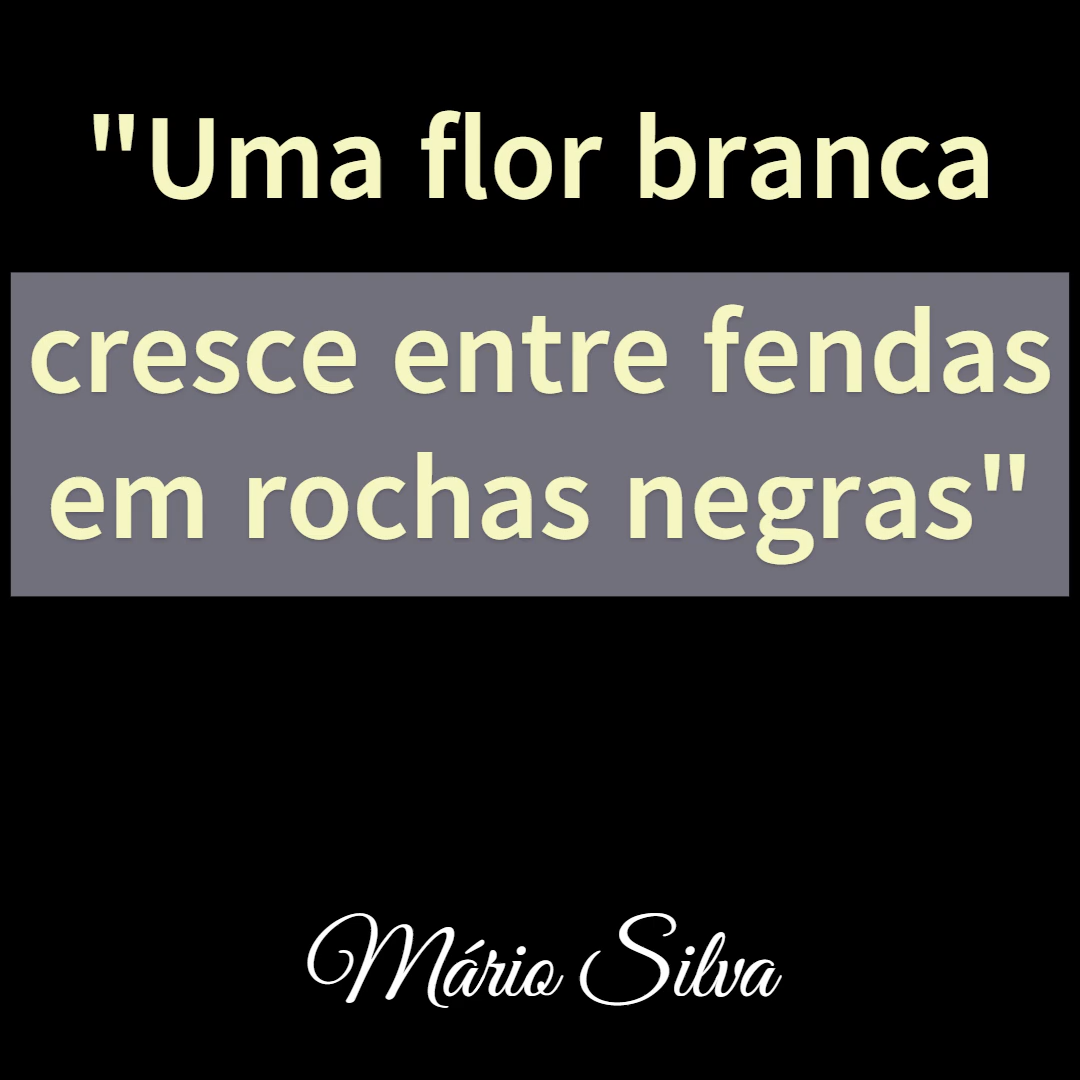 "Uma flor branca
cresce entre fendas
em rochas negras"
Mário Silva